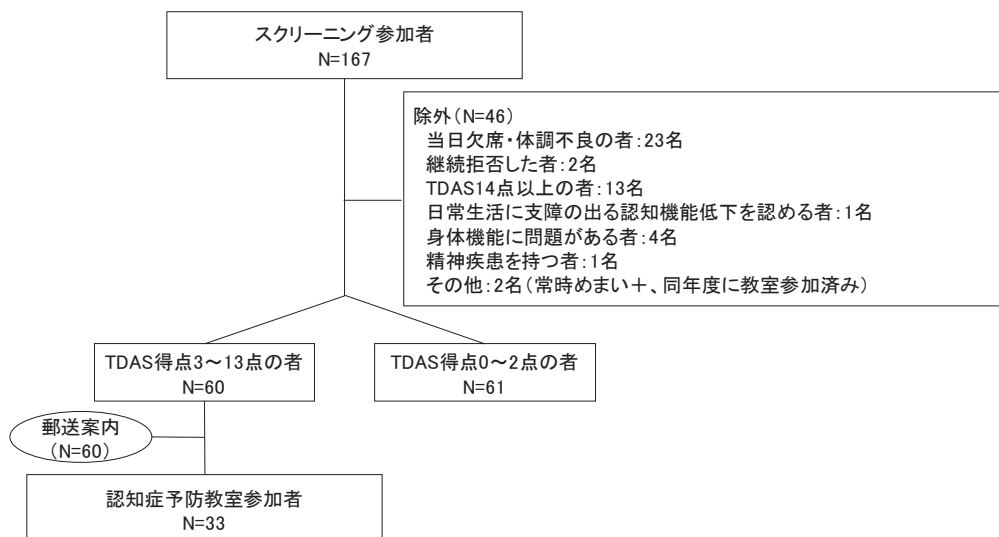 スクリーニング参加者
N=167
除外(N=46)
当日欠席・体調不良の者:23名
継続拒否した者:2名
TDAS14点以上の者:13名
日常生活に支障の出る認知機能低下を認める者:1名
身体機能に問題がある者:4名
精神疾患を持つ者:1名
その他:2名(常時めまい+、同年度に教室参加済み)
TDAS得点3~13点の者
N=60
TDAS得点0~2点の者
N=61
郵送案内
(N=60)
認知症予防教室参加者
N=33